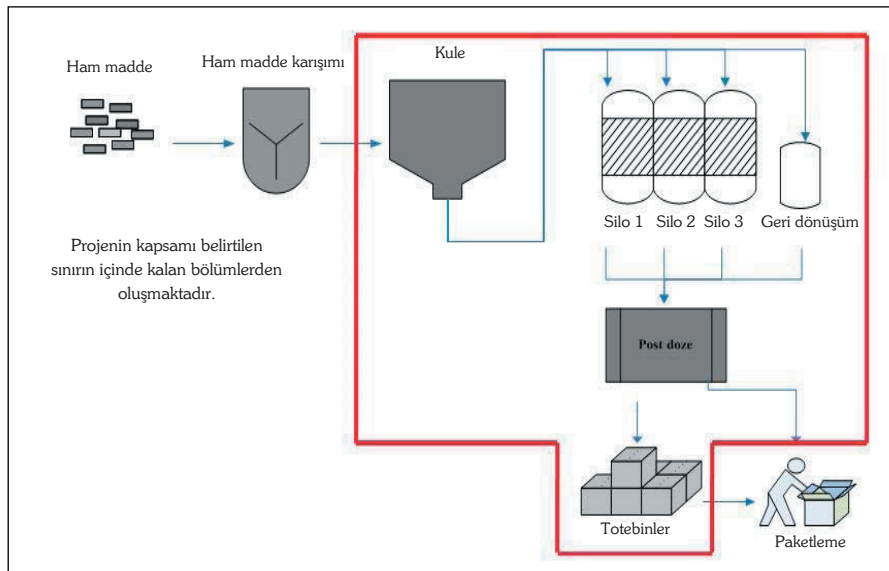 Ham madde
Ham madde karışımı
Kule
Silo 1
Silo 2
Silo 3
Geri dönüşüm
Projenin kapsamı belirtilen
sınırın içinde kalan bölümlerden
oluşmaktadır.
Post doze
Totebinler
Paketleme